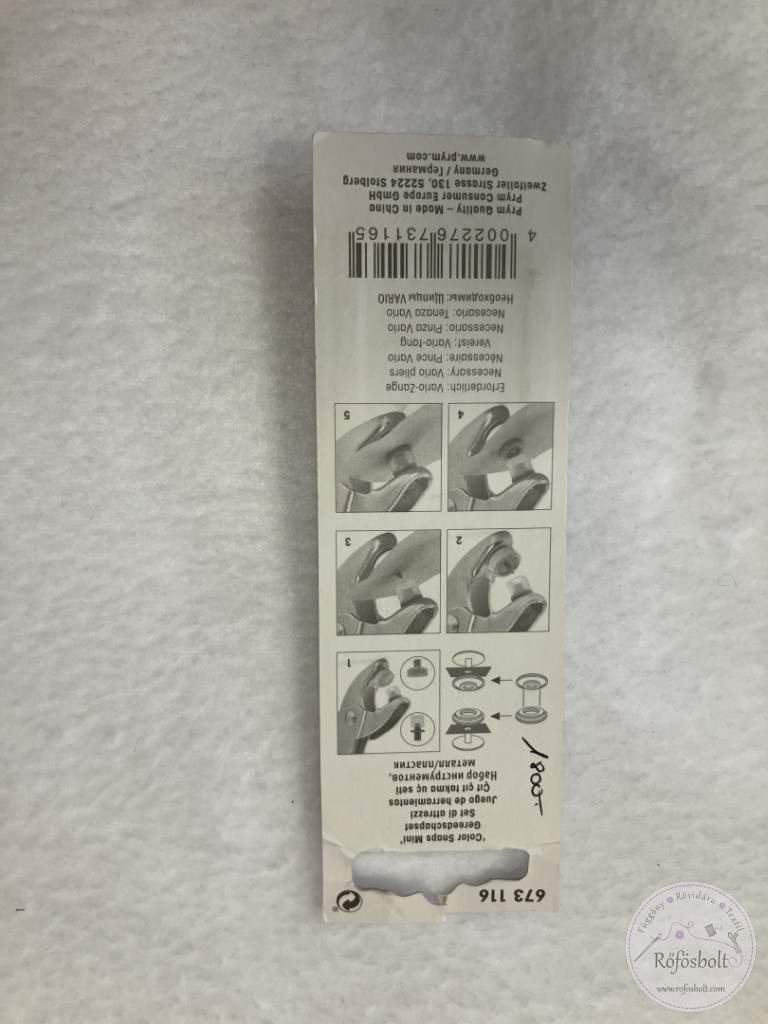 673 116
'Color Snaps Mini'
Gereedschapset
Set di attrezzi
Juego de herramientas
Çıt çıt takma uç seti
Набор инструментов,
металл/пластик
1800.-
1
2
3
4
5
Erforderlich: Vario-Zange
Necessary: Vario pliers
Nécessaire: Pince Vario
Vereist: Vario-tang
Necessario: Pinza Vario
Necesario: Tenaza Vario
Необходимы: Щипцы VARIO
4 002276 731165
Prym Quality – Made in China
Prym Consumer Europe GmbH
Zweifaller Strasse 130, 52224 Stolberg
Germany / Германия
www.prym.com
Függöny Rövidáru Textil
Rőfösbolt
www.rofosbolt.com